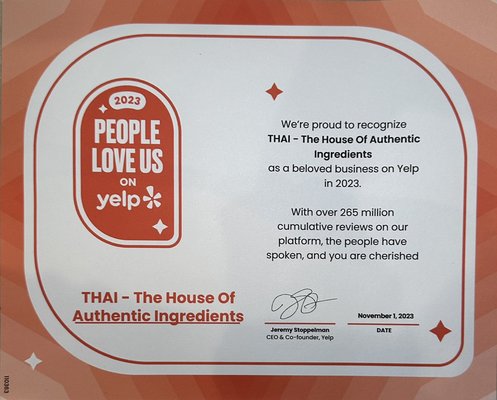 2023
PEOPLE
LOVE US
ON
yelp
THAI - The House Of
Authentic Ingredients
We're proud to recognize
THAI - The House Of Authentic
Ingredients
as a beloved business on Yelp
in 2023.
With over 265 million
cumulative reviews on our
platform, the people have
spoken, and you are cherished
Jeremy Stoppelman
CEO & Co-founder, Yelp
November 1, 2023
DATE
110363